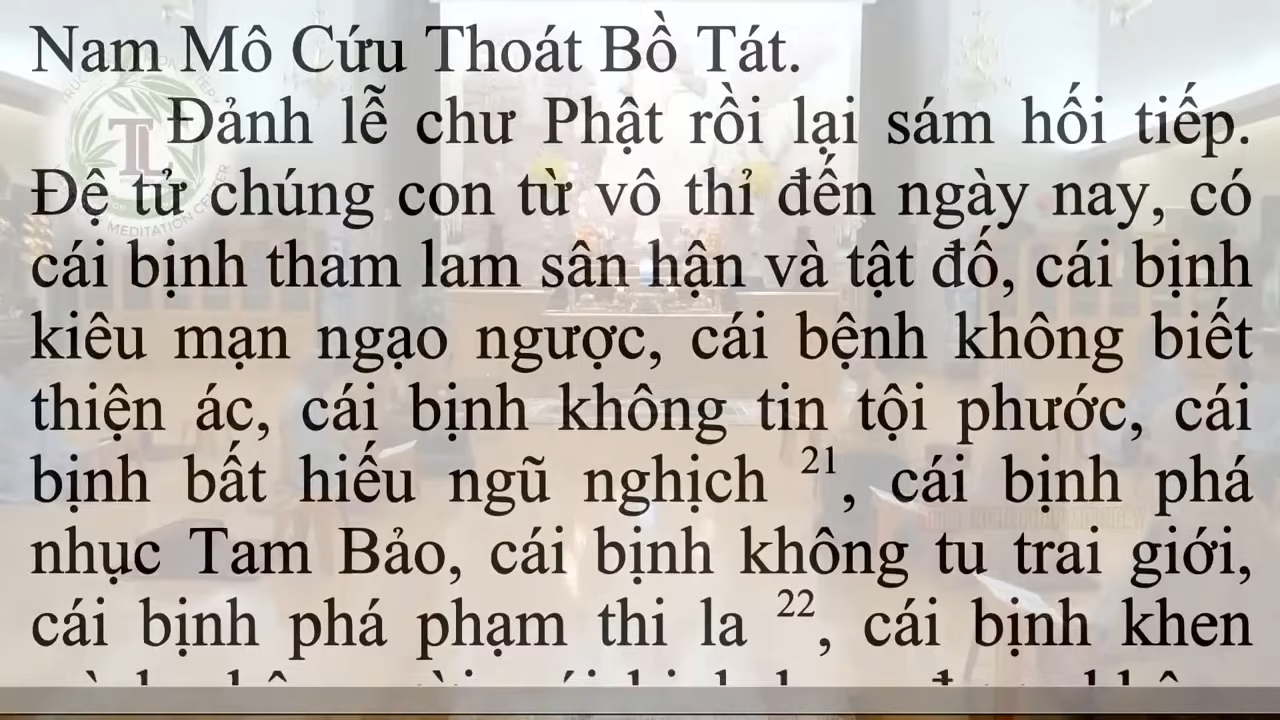 Nam Mô Cứu Thoát Bồ Tát.
Đảnh lễ chư Phật rồi lại sám hối tiếp.
Đệ tử chúng con từ vô thỉ đến ngày nay, có
cái bịnh tham lam sân hận và tật đố, cái bịnh
kiêu mạn ngạo ngược, cái bệnh không biết
thiện ác, cái bịnh không tin tội phước, cái
bịnh bất hiếu ngũ nghịch 21, cái bịnh phá
nhục Tam Bảo, cái bịnh không tu trai giới,
cái bịnh phá phạm thi la 22, cái bịnh khen
TL
MEDITATION CENTER